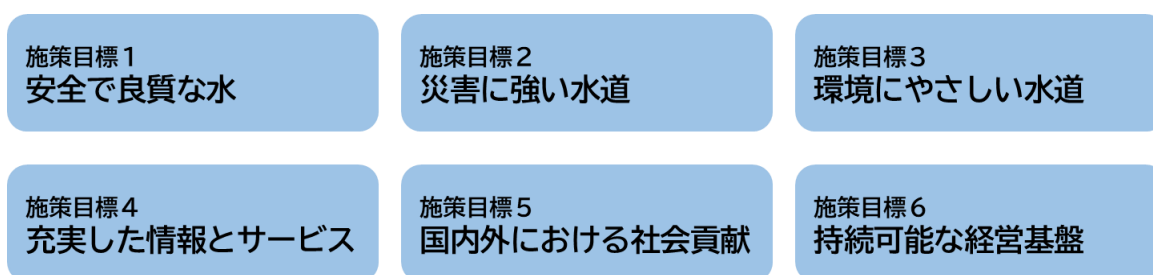 施策目標1
安全で良質な水
施策目標2
災害に強い水道
施策目標3
環境にやさしい水道
施策目標4
充実した情報とサービス
施策目標5
国内外における社会貢献
施策目標6
持続可能な経営基盤